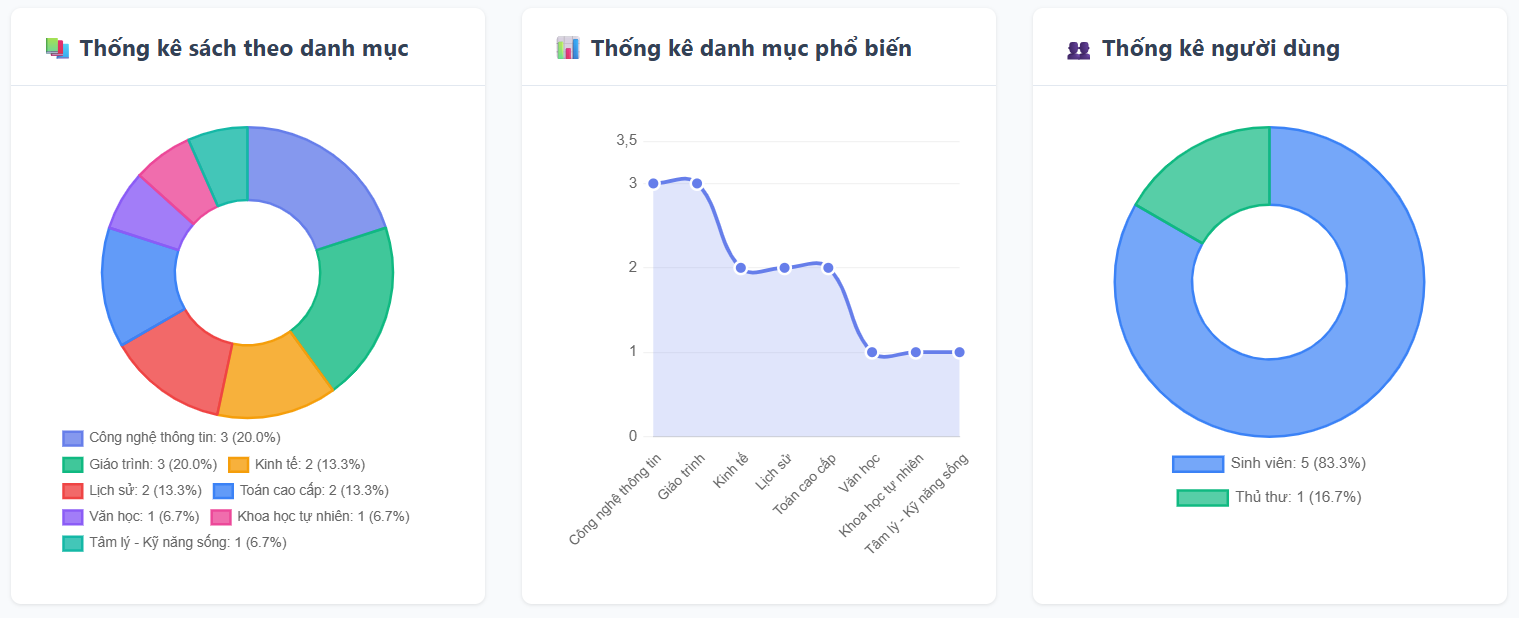 Thống kê sách theo danh mục
Công nghệ thông tin: 3 (20.0%)
Giáo trình: 3 (20.0%) Kinh tế: 2 (13.3%)
Lịch sử: 2 (13.3%) Toán cao cấp: 2 (13.3%)
Văn học: 1 (6.7%) Khoa học tự nhiên: 1 (6.7%)
Tâm lý - Kỹ năng sống: 1 (6.7%)
Thống kê danh mục phổ biến
3,5
3
2
1
0
Công nghệ thông tin
Giáo trình
Kinh tế
Lịch sử
Toán cao cấp
Văn học
Khoa học tự nhiên
Tâm lý - Kỹ năng sống
Thống kê người dùng
Sinh viên: 5 (83.3%)
Thủ thư: 1 (16.7%)